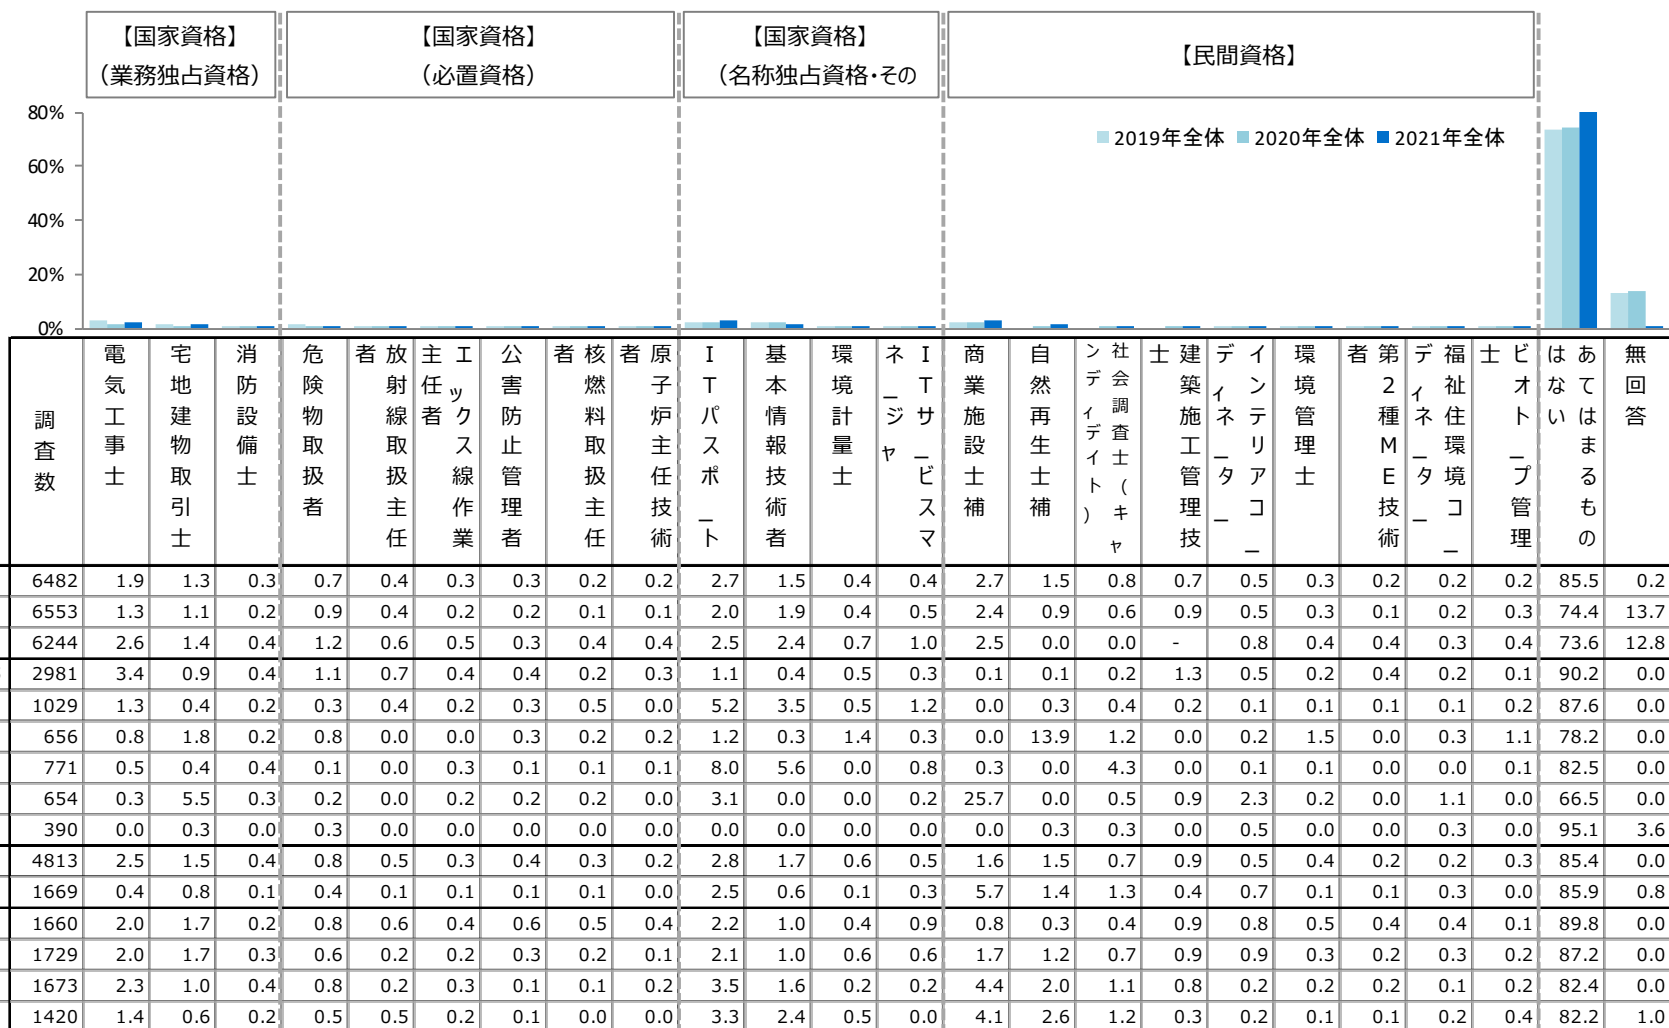 【国家資格】
（業務独占資格）
【国家資格】
（必置資格）
【国家資格】
（名称独占資格・その
【民間資格】
80%
60%
40%
20%
0%
2019年全体 2020年全体 2021年全体
調査数
電気工事士
宅地建物取引士
消防設備士
危険物取扱者
放射線取扱主任者
エックス線作業主任者
公害防止管理者
核燃料取扱主任者
原子炉主任技術者
ＩＴパスポート
基本情報技術者
環境計量士
ＩＴサービスマネージャ
商業施設士補
自然再生士補
社会調査士(キャンディデイト)
建築施工管理技士
インテリアコーディネーター
環境管理士
第２種ＭＥ技術者
福祉住環境コーディネーター
ビオトープ管理士
あてはまるものはない
無回答
6482 1.9 1.3 0.3 0.7 0.4 0.3 0.3 0.2 0.2 2.7 1.5 0.4 0.4 2.7 1.5 0.8 0.7 0.5 0.3 0.2 0.2 0.2 85.5 0.2
6553 1.3 1.1 0.2 0.9 0.4 0.2 0.2 0.1 0.1 2.0 1.9 0.4 0.5 2.4 0.9 0.6 0.9 0.5 0.3 0.1 0.2 0.3 74.4 13.7
6244 2.6 1.4 0.4 1.2 0.6 0.5 0.3 0.4 0.4 2.5 2.4 0.7 1.0 2.5 0.0 0.0 - 0.8 0.4 0.4 0.3 0.4 73.6 12.8
2981 3.4 0.9 0.4 1.1 0.7 0.4 0.4 0.2 0.3 1.1 0.4 0.5 0.3 0.1 0.1 0.2 1.3 0.5 0.2 0.4 0.2 0.1 90.2 0.0
1029 1.3 0.4 0.2 0.3 0.4 0.2 0.3 0.5 0.0 5.2 3.5 0.5 1.2 0.0 0.3 0.4 0.2 0.1 0.1 0.1 0.1 0.2 87.6 0.0
656 0.8 1.8 0.2 0.8 0.0 0.0 0.3 0.2 0.2 1.2 0.3 1.4 0.3 0.0 13.9 1.2 0.0 0.2 1.5 0.0 0.3 1.1 78.2 0.0
771 0.5 0.4 0.4 0.1 0.0 0.3 0.1 0.1 0.1 8.0 5.6 0.0 0.8 0.3 0.0 4.3 0.0 0.1 0.1 0.0 0.0 0.1 82.5 0.0
654 0.3 5.5 0.3 0.2 0.0 0.2 0.2 0.2 0.0 3.1 0.0 0.0 0.2 25.7 0.0 0.5 0.9 2.3 0.2 0.0 1.1 0.0 66.5 0.0
390 0.0 0.3 0.0 0.3 0.0 0.0 0.0 0.0 0.0 0.0 0.0 0.0 0.0 0.0 0.3 0.3 0.0 0.5 0.0 0.0 0.3 0.0 95.1 3.6
4813 2.5 1.5 0.4 0.8 0.5 0.3 0.4 0.3 0.2 2.8 1.7 0.6 0.5 1.6 1.5 0.7 0.9 0.5 0.4 0.2 0.2 0.3 85.4 0.0
1669 0.4 0.8 0.1 0.4 0.1 0.1 0.1 0.1 0.0 2.5 0.6 0.1 0.3 5.7 1.4 1.3 0.4 0.7 0.1 0.1 0.3 0.0 85.9 0.8
1660 2.0 1.7 0.2 0.8 0.6 0.4 0.6 0.5 0.4 2.2 1.0 0.4 0.9 0.8 0.3 0.4 0.9 0.8 0.5 0.4 0.4 0.1 89.8 0.0
1729 2.0 1.7 0.3 0.6 0.2 0.2 0.3 0.2 0.1 2.1 1.0 0.6 0.6 1.7 1.2 0.7 0.9 0.9 0.3 0.2 0.3 0.2 87.2 0.0
1673 2.3 1.0 0.4 0.8 0.2 0.3 0.1 0.1 0.2 3.5 1.6 0.2 0.2 4.4 2.0 1.1 0.8 0.2 0.2 0.2 0.1 0.2 82.4 0.0
1420 1.4 0.6 0.2 0.5 0.5 0.2 0.1 0.0 0.0 3.3 2.4 0.5 0.0 4.1 2.6 1.2 0.3 0.2 0.1 0.1 0.2 0.4 82.2 1.0